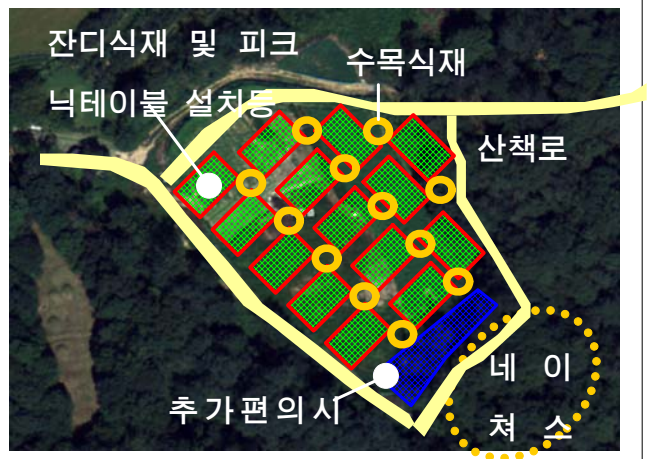 잔디식재 및 피크
닉테이블 설치등
수목식재
산책로
추가편의시
네 이
쳐 스